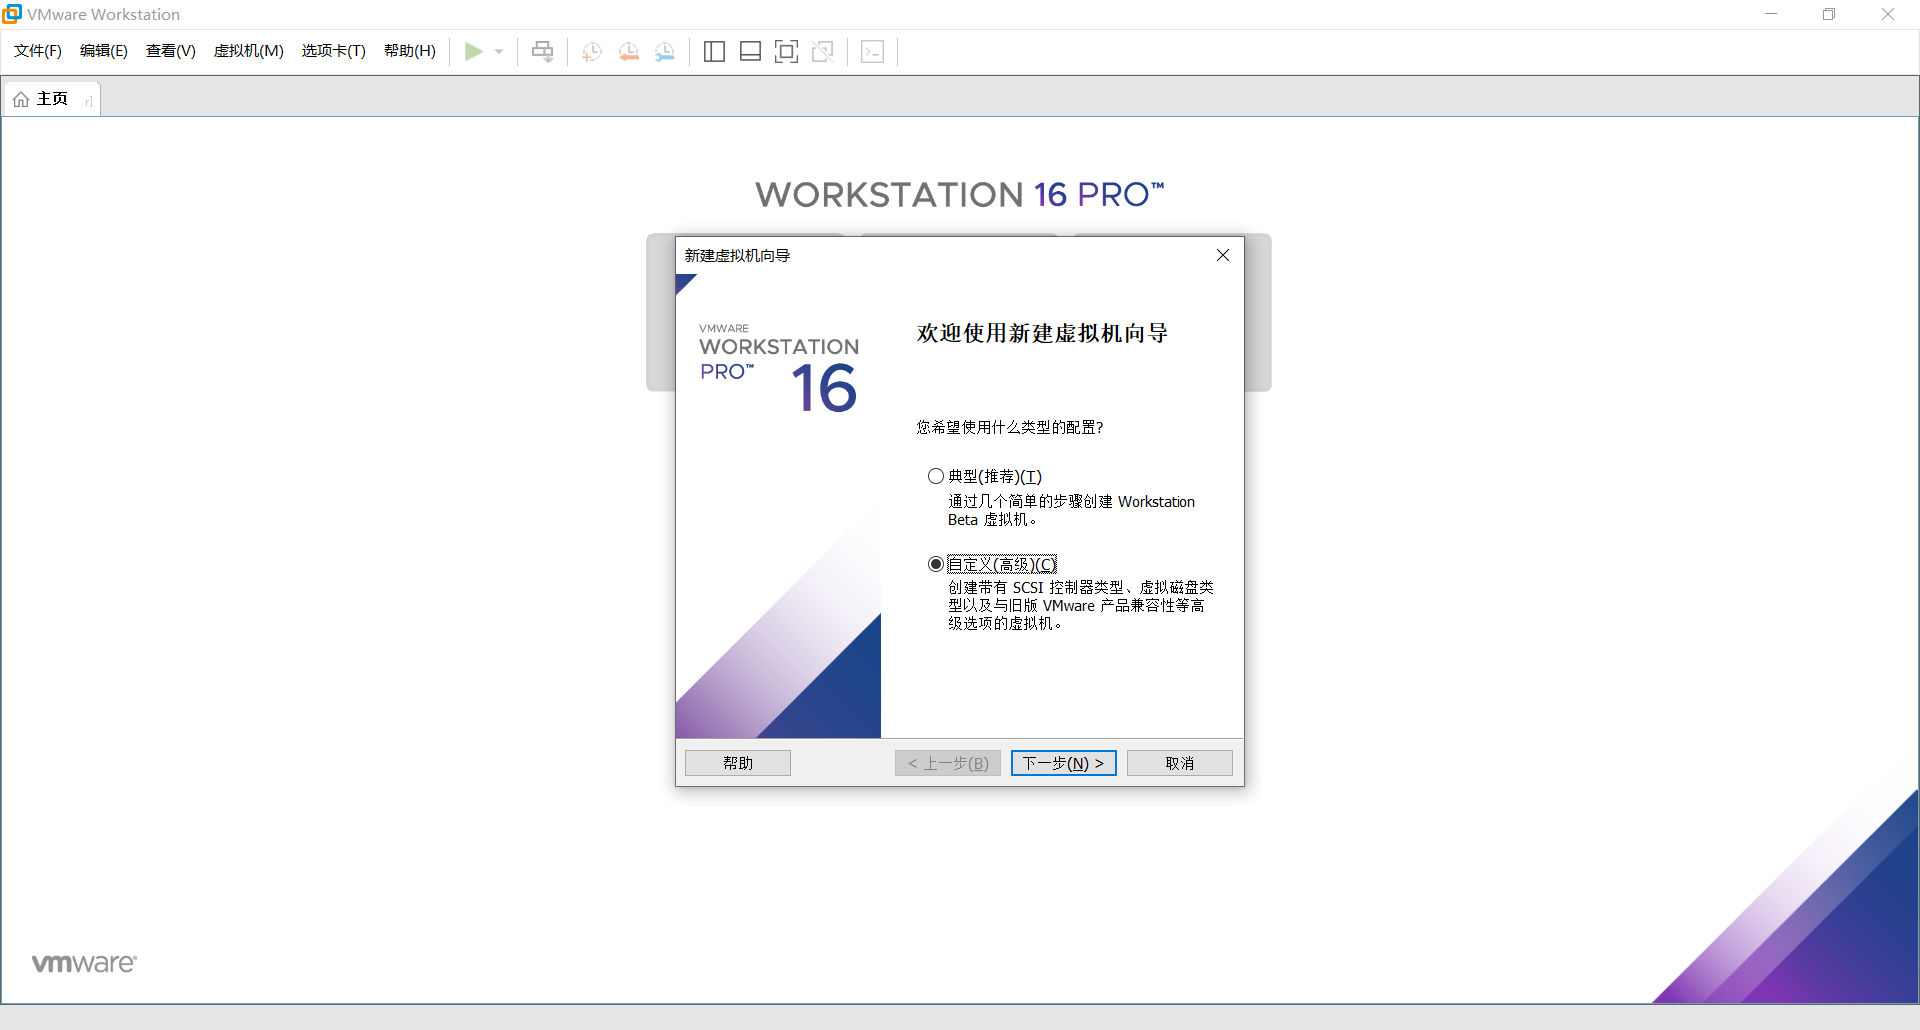 VMware Workstation
文件(F) 编辑(E) 查看(V) 虚拟机(M) 选项卡(T) 帮助(H)
主页
WORKSTATION 16 PRO™
新建虚拟机向导
VMWARE
WORKSTATION
PRO™ 16
欢迎使用新建虚拟机向导
您希望使用什么类型的配置?
典型(推荐)(T)
通过几个简单的步骤创建 Workstation
Beta 虚拟机。
自定义(高级)(C)
创建带有 SCSI 控制器类型、虚拟磁盘类
型以及与旧版 VMware 产品兼容性等高
级选项的虚拟机。
帮助
< 上一步(B)
下一步(N) >
取消
vmware®